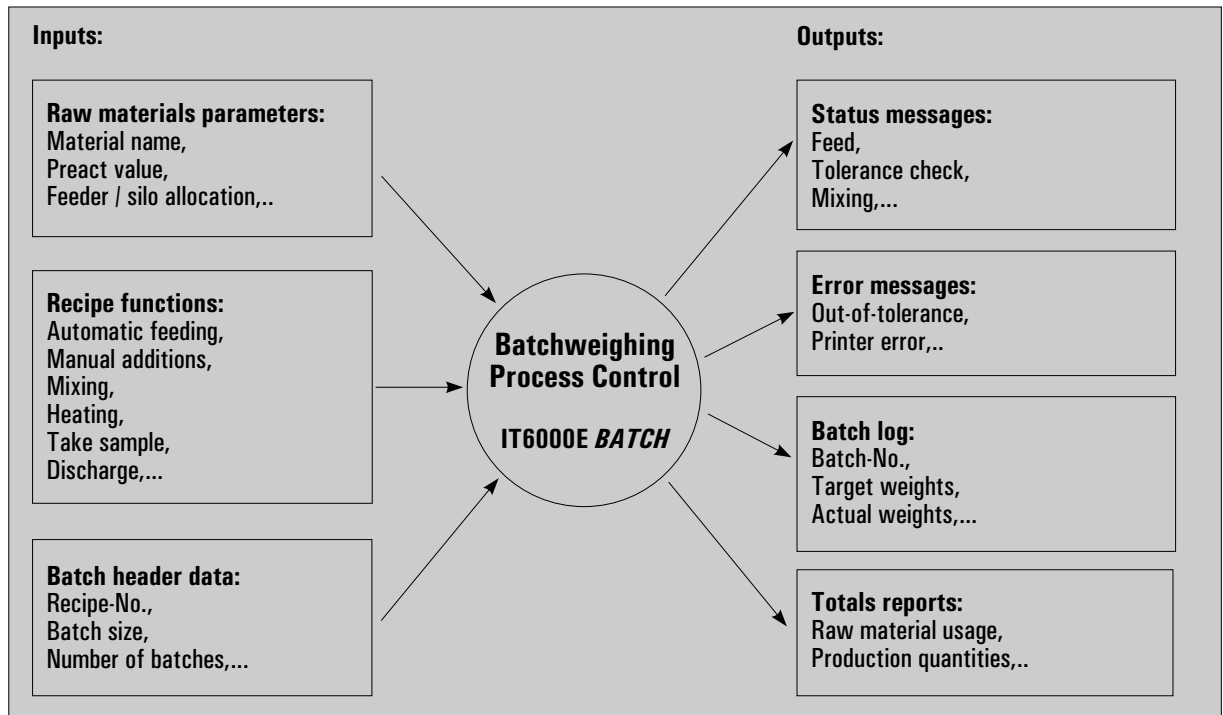 Inputs:
Raw materials parameters:
Material name,
Preact value,
Feeder / silo allocation,..
Recipe functions:
Automatic feeding,
Manual additions,
Mixing,
Heating,
Take sample,
Discharge,...
Batch header data:
Recipe-No.,
Batch size,
Number of batches,...
Batchweighing
Process Control
IT6000E BATCH
Outputs:
Status messages:
Feed,
Tolerance check,
Mixing,...
Error messages:
Out-of-tolerance,
Printer error,..
Batch log:
Batch-No.,
Target weights,
Actual weights,...
Totals reports:
Raw material usage,
Production quantities,..